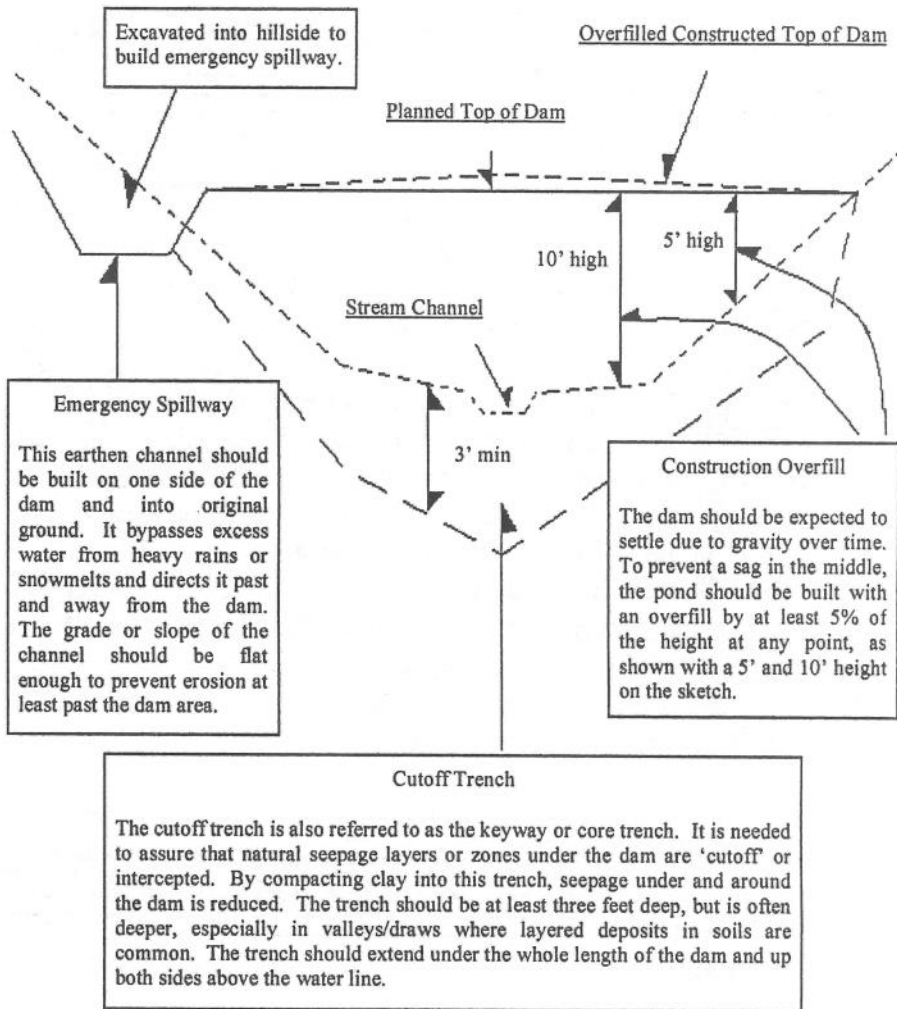 Excavated into hillside to
build emergency spillway.
Overfilled Constructed Top of Dam
Planned Top of Dam
10’ high
5’ high
Stream Channel
3’ min
Emergency Spillway
This earthen channel should
be built on one side of the
dam and into original
ground. It bypasses excess
water from heavy rains or
snowmelts and directs it past
and away from the dam.
The grade or slope of the
channel should be flat
enough to prevent erosion at
least past the dam area.
Construction Overfill
The dam should be expected to
settle due to gravity over time.
To prevent a sag in the middle,
the pond should be built with
an overfill by at least 5% of
the height at any point, as
shown with a 5’ and 10’ height
on the sketch.
Cutoff Trench
The cutoff trench is also referred to as the keyway or core trench. It is needed
to assure that natural seepage layers or zones under the dam are ‘cutoff’ or
intercepted. By compacting clay into this trench, seepage under and around
the dam is reduced. The trench should be at least three feet deep, but is often
deeper, especially in valleys/draws where layered deposits in soils are
common. The trench should extend under the whole length of the dam and up
both sides above the water line.